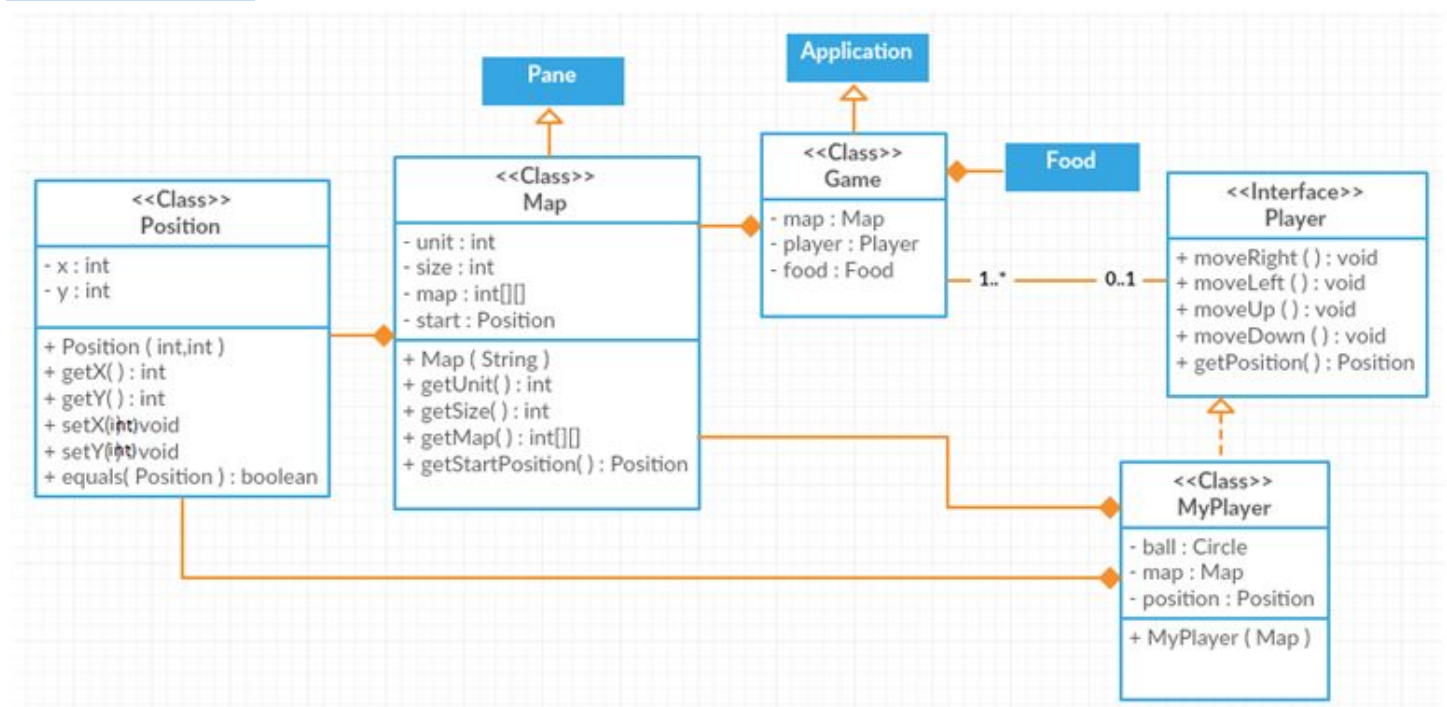 Pane
Application
Food
<<Class>>
Position
- x : int
- y : int
+ Position ( int,int )
+ getX( ) : int
+ getY( ) : int
+ setX(int) void
+ setY(int) void
+ equals( Position ) : boolean
<<Class>>
Map
- unit : int
- size : int
- map : int[][]
- start : Position
+ Map ( String )
+ getUnit( ) : int
+ getSize( ) : int
+ getMap( ) : int[][]
+ getStartPosition( ) : Position
<<Class>>
Game
- map : Map
- player : Player
- food : Food
1..*
0..1
<<Interface>>
Player
+ moveRight ( ) : void
+ moveLeft ( ) : void
+ moveUp ( ) : void
+ moveDown ( ) : void
+ getPosition( ) : Position
<<Class>>
MyPlayer
- ball : Circle
- map : Map
- position : Position
+ MyPlayer ( Map )